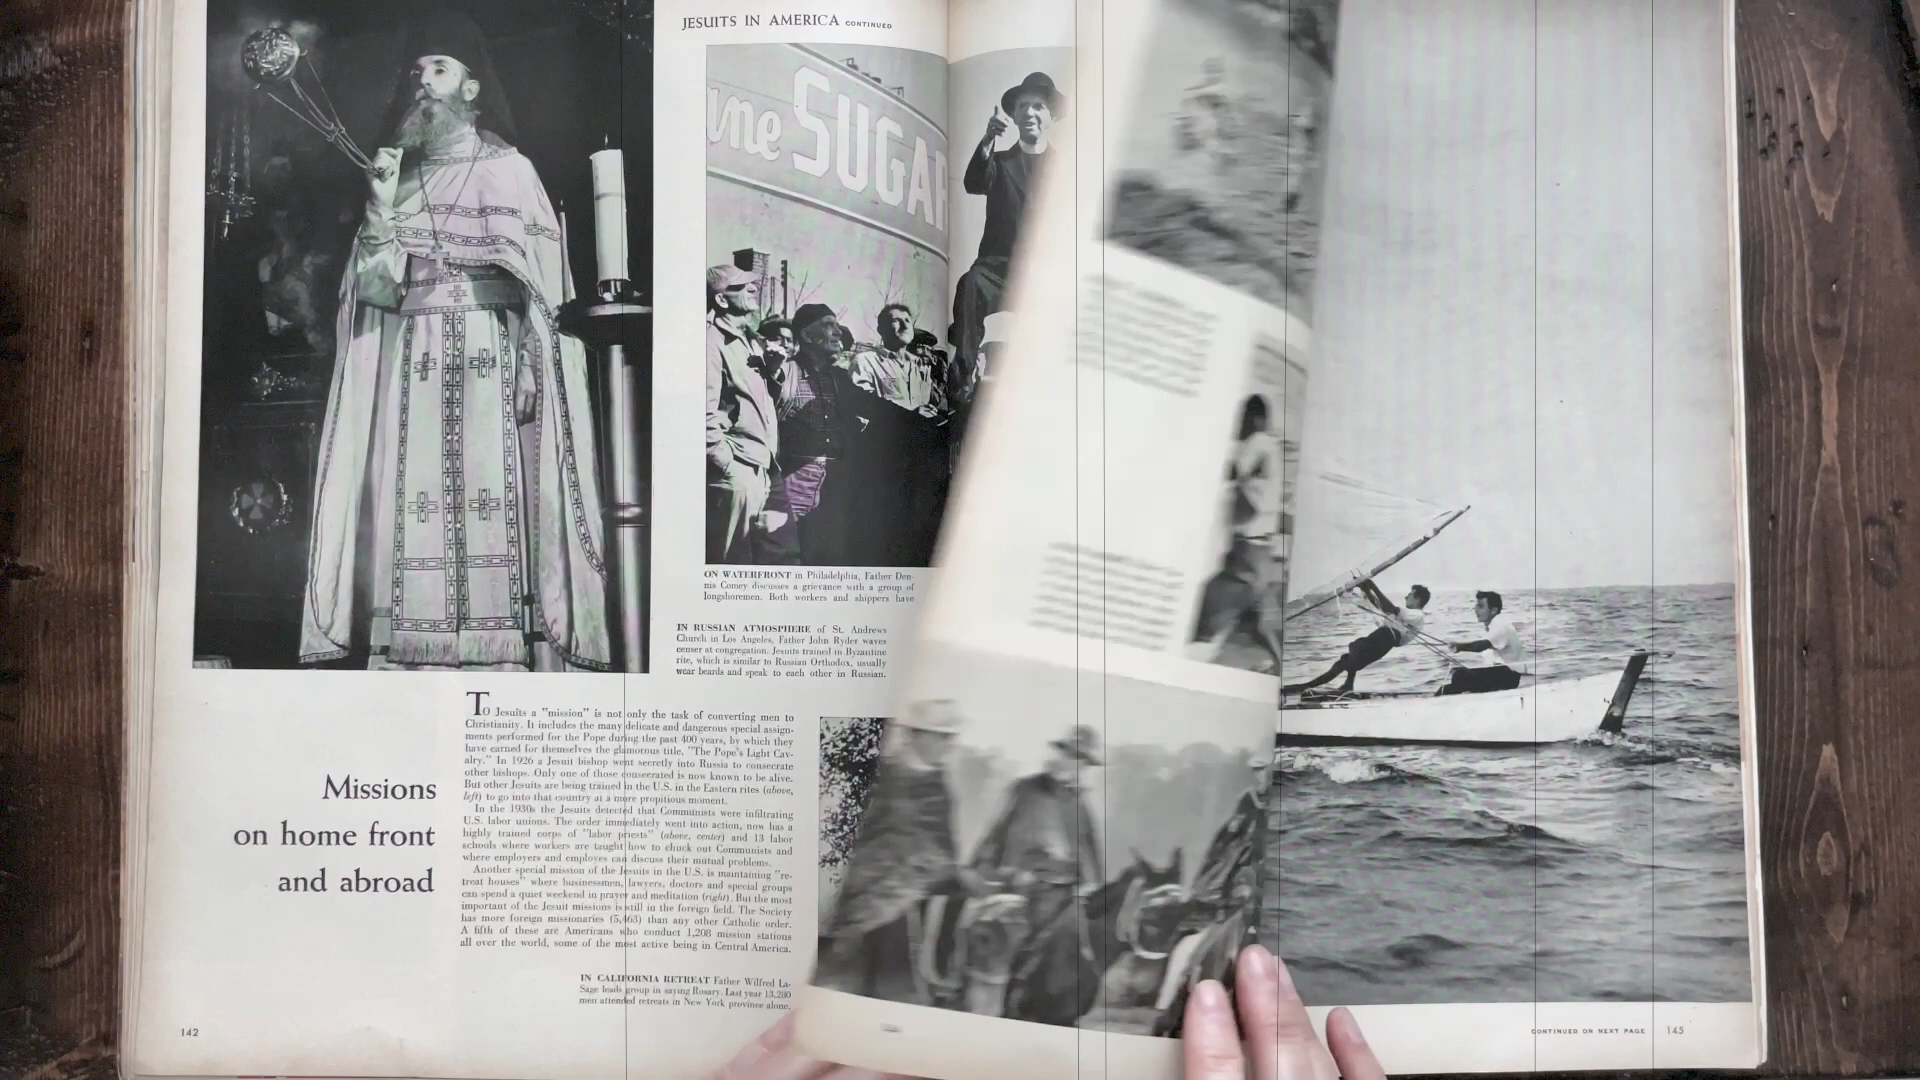 JESUITS IN AMERICA CONTINUED
ne SUGAR
ON WATERFRONT in Philadelphia, Father Den-
nis Comey discusses a grievance with a group of
longshoremen. Both workers and shippers have
IN RUSSIAN ATMOSPHERE of St. Andrews
Church in Los Angeles, Father John Ryder waves
censer at congregation. Jesuits trained in Byzantine
rite, which is similar to Russian Orthodox, usually
wear beards and speak to each other in Russian.
Missions
on home front
and abroad
To Jesuits a "mission" is not only the task of converting men to
Christianity. It includes the many delicate and dangerous special assign-
ments performed for the Pope during the past 400 years, by which they
have earned for themselves the glamorous title, "The Pope's Light Cav-
alry." In 1926 a Jesuit bishop went secretly into Russia to consecrate
other bishops. Only one of those consecrated is now known to be alive.
But other Jesuits are being trained in the U.S. in the Eastern rites (above,
left) to go into that country at a more propitious moment.
In the 1930s the Jesuits detected that Communists were infiltrating
U.S. labor unions. The order immediately went into action, now has a
highly trained corps of "labor priests" (above, center) and 13 labor
schools where workers are taught how to chuck out Communists and
where employers and employes can discuss their mutual problems.
Another special mission of the Jesuits in the U.S. is maintaining "re-
treat houses" where businessmen, lawyers, doctors and special groups
can spend a quiet weekend in prayer and meditation (right). But the most
important of the Jesuit missions is still in the foreign field. The Society
has more foreign missionaries (5,463) than any other Catholic order.
A fifth of these are Americans who conduct 1,208 mission stations
all over the world, some of the most active being in Central America.
IN CALIFORNIA RETREAT Father Wilfred La-
Sage leads group in saying Rosary. Last year 13,280
men attended retreats in New York province alone.
142
CONTINUED ON NEXT PAGE 145